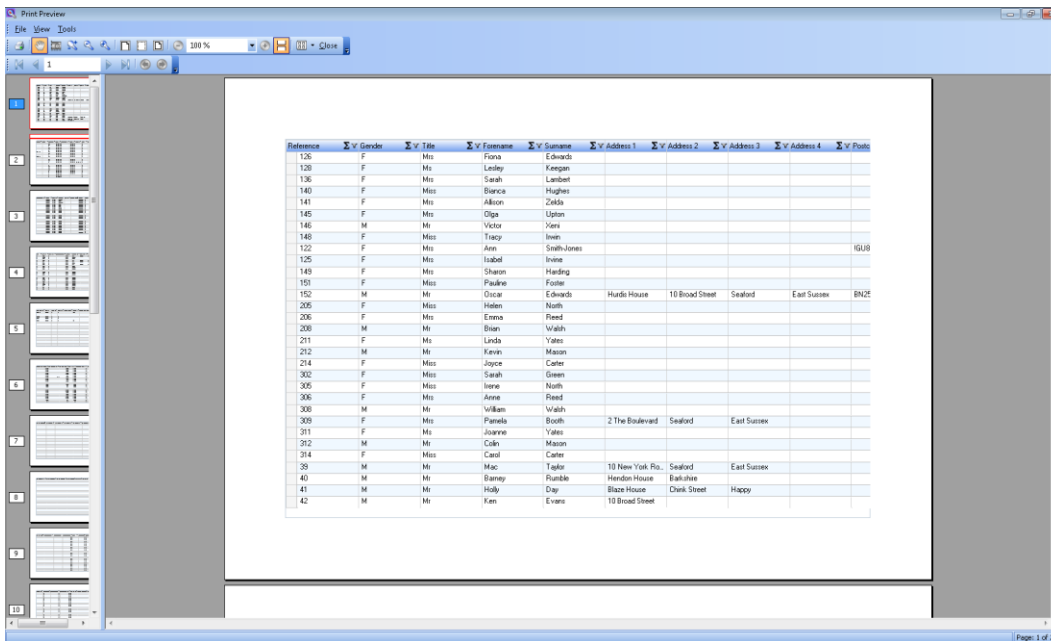 Print Preview
File View Tools
100 % Close
1
Reference Σ Gender Σ Title Σ Forename Σ Surname Σ Address 1 Σ Address 2 Σ Address 3 Σ Address 4 Σ Postc
126 F Mrs Fiona Edwards
128 F Ms Lesley Keegan
136 F Mrs Sarah Lambert
140 F Miss Bianca Hughes
141 F Mrs Allison Zelda
145 F Mrs Olga Upton
146 M Mr Victor Xeni
148 F Miss Tracy Irwin
122 F Mrs Ann Smith-Jones IGU8
125 F Mrs Isabel Irvine
149 F Mrs Sharon Harding
151 F Miss Pauline Foster
152 M Mr Oscar Edwards Hurdis House 10 Broad Street Seaford East Sussex BN25
205 F Miss Helen North
206 F Mrs Emma Reed
208 M Mr Brian Walsh
211 F Ms Linda Yates
212 M Mr Kevin Mason
214 F Miss Joyce Carter
302 F Miss Sarah Green
305 F Miss Irene North
306 F Mrs Anne Reed
308 M Mr William Walsh
309 F Mrs Pamela Booth 2 The Boulevard Seaford East Sussex
311 F Ms Joanne Yates
312 M Mr Colin Mason
314 F Miss Carol Carter
39 M Mr Mac Taylor 10 New York Ro... Seaford East Sussex
40 M Mr Barney Rumble Hendon House Barkshire
41 M Mr Holly Day Blaze House Chink Street Happy
42 M Mr Ken Evans 10 Broad Street
1
2
3
4
5
6
7
8
9
10
Page: 1 of